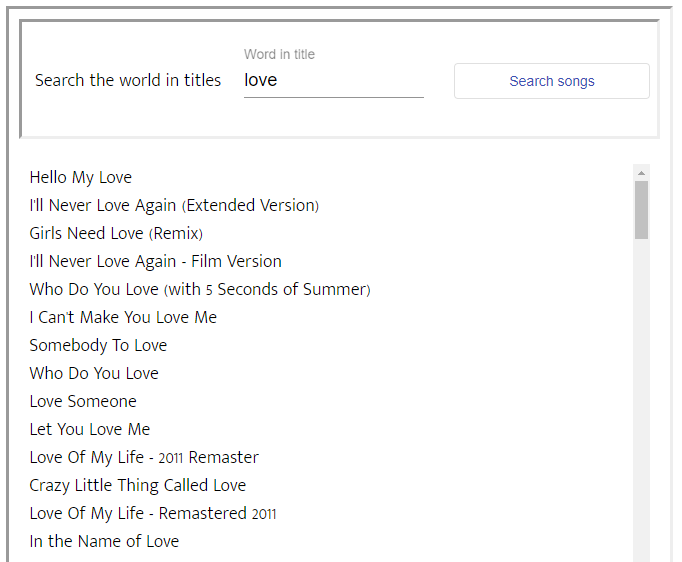 Word in title
Search the world in titles
love
Search songs
Hello My Love
I'll Never Love Again (Extended Version)
Girls Need Love (Remix)
I'll Never Love Again - Film Version
Who Do You Love (with 5 Seconds of Summer)
I Can't Make You Love Me
Somebody To Love
Who Do You Love
Love Someone
Let You Love Me
Love Of My Life - 2011 Remaster
Crazy Little Thing Called Love
Love Of My Life - Remastered 2011
In the Name of Love